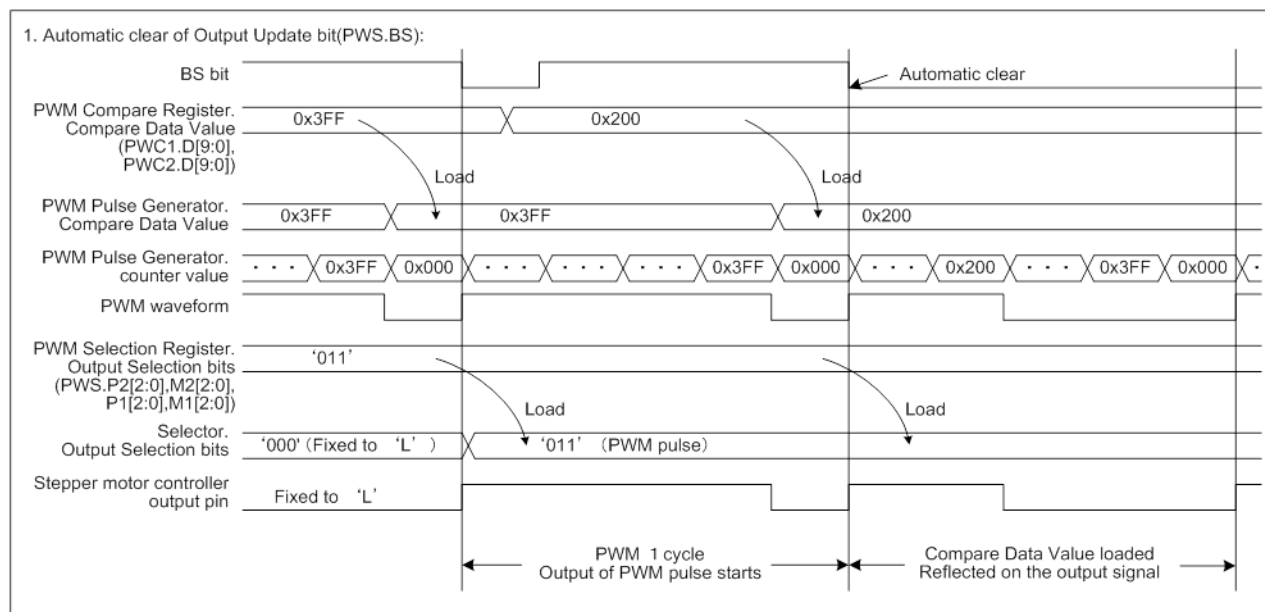 1. Automatic clear of Output Update bit(PWS.BS):
BS bit
Automatic clear
PWM Compare Register.
Compare Data Value
(PWC1.D[9:0],
PWC2.D[9:0])
0x3FF
0x200
Load
Load
PWM Pulse Generator.
Compare Data Value
0x3FF
0x3FF
0x200
PWM Pulse Generator.
counter value
· · · 0x3FF 0x000 · · · · · · · · · 0x3FF 0x000 · · · 0x200 · · · 0x3FF 0x000 ·
PWM waveform
PWM Selection Register.
Output Selection bits
(PWS.P2[2:0],M2[2:0],
P1[2:0],M1[2:0])
‘011’
Load
Load
Selector.
Output Selection bits
‘000' (Fixed to ‘L’ )
‘011’ (PWM pulse)
Stepper motor controller
output pin
Fixed to ‘L’
PWM 1 cycle
Output of PWM pulse starts
Compare Data Value loaded
Reflected on the output signal